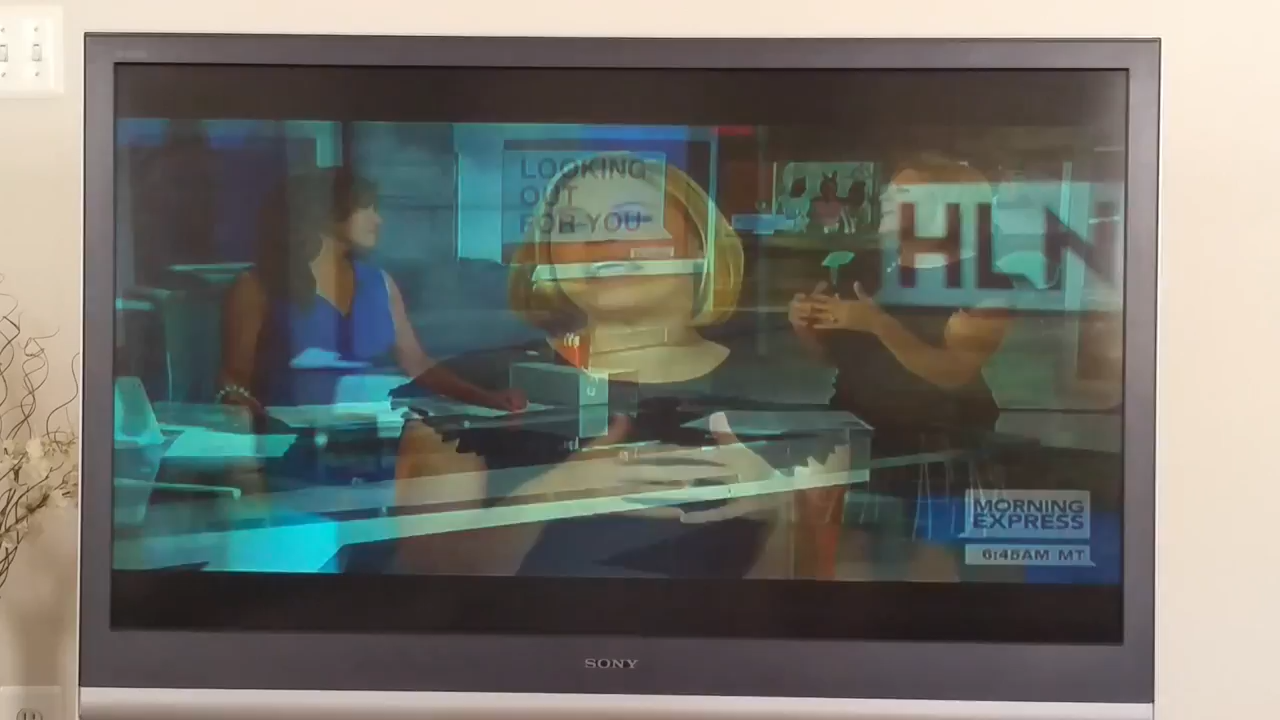 LOOKING
OUT
FOR YOU
HLN
MORNING
EXPRESS
6:45AM MT
SONY